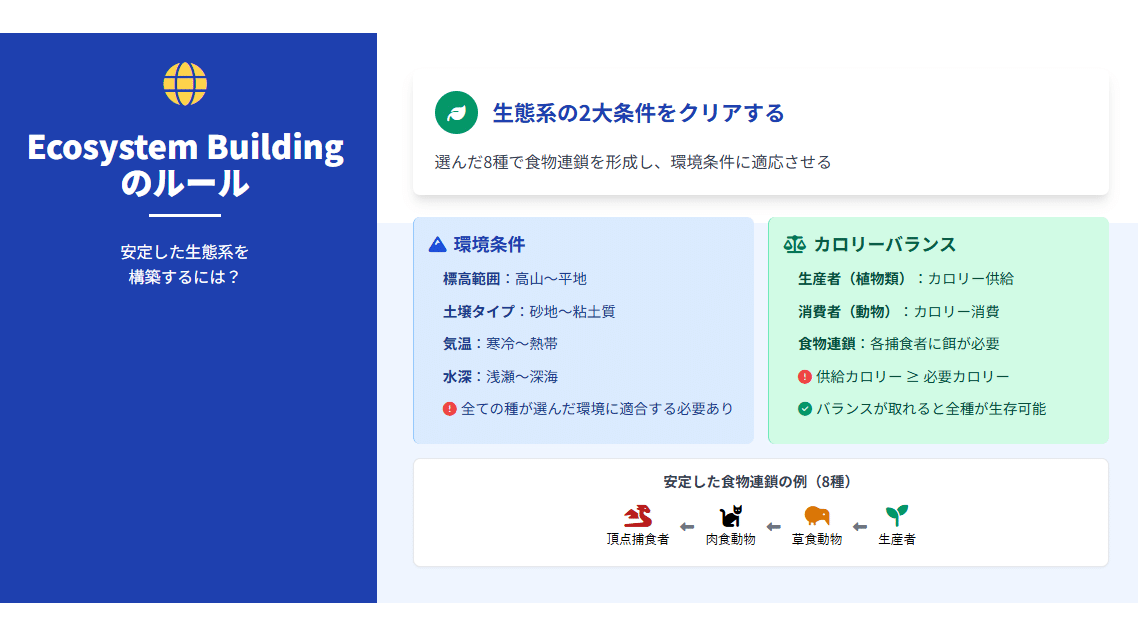 Ecosystem Building
のルール
安定した生態系を
構築するには？
生態系の2大条件をクリアする
選んだ8種で食物連鎖を形成し、環境条件に適応させる
環境条件
標高範囲：高山〜平地
土壌タイプ：砂地〜粘土質
気温：寒冷〜熱帯
水深：浅瀬〜深海
全ての種が選んだ環境に適合する必要あり
カロリーバランス
生産者（植物類）：カロリー供給
消費者（動物）：カロリー消費
食物連鎖：各捕食者に餌が必要
供給カロリー ≥ 必要カロリー
バランスが取れると全種が生存可能
安定した食物連鎖の例（8種）
頂点捕食者 肉食動物 草食動物 生産者